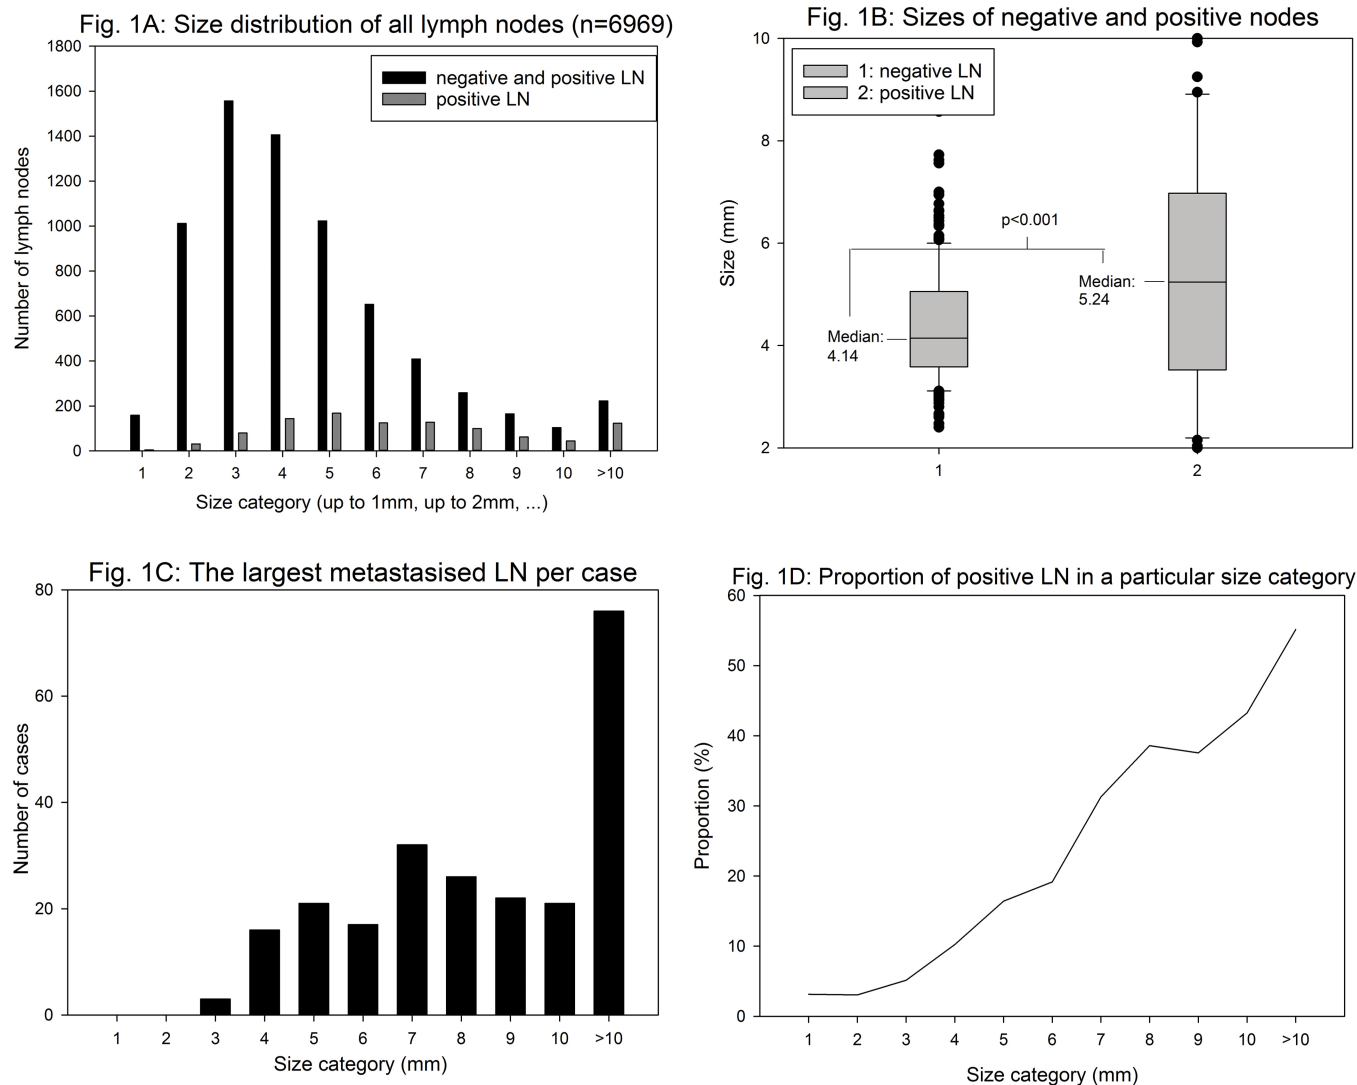 Fig. 1A: Size distribution of all lymph nodes (n=6969)
1800
1600
1400
1200
1000
800
600
400
200
0
Number of lymph nodes
negative and positive LN
positive LN
1 2 3 4 5 6 7 8 9 10 >10
Size category (up to 1mm, up to 2mm, ...)
Fig. 1B: Sizes of negative and positive nodes
10
8
6
4
2
Size (mm)
1: negative LN
2: positive LN
p<0.001
Median:
5.24
Median:
4.14
1 2
Fig. 1C: The largest metastasised LN per case
80
60
40
20
0
Number of cases
1 2 3 4 5 6 7 8 9 10 >10
Size category (mm)
Fig. 1D: Proportion of positive LN in a particular size category
60
50
40
30
20
10
0
Proportion (%)
1 2 3 4 5 6 7 8 9 10 >10
Size category (mm)